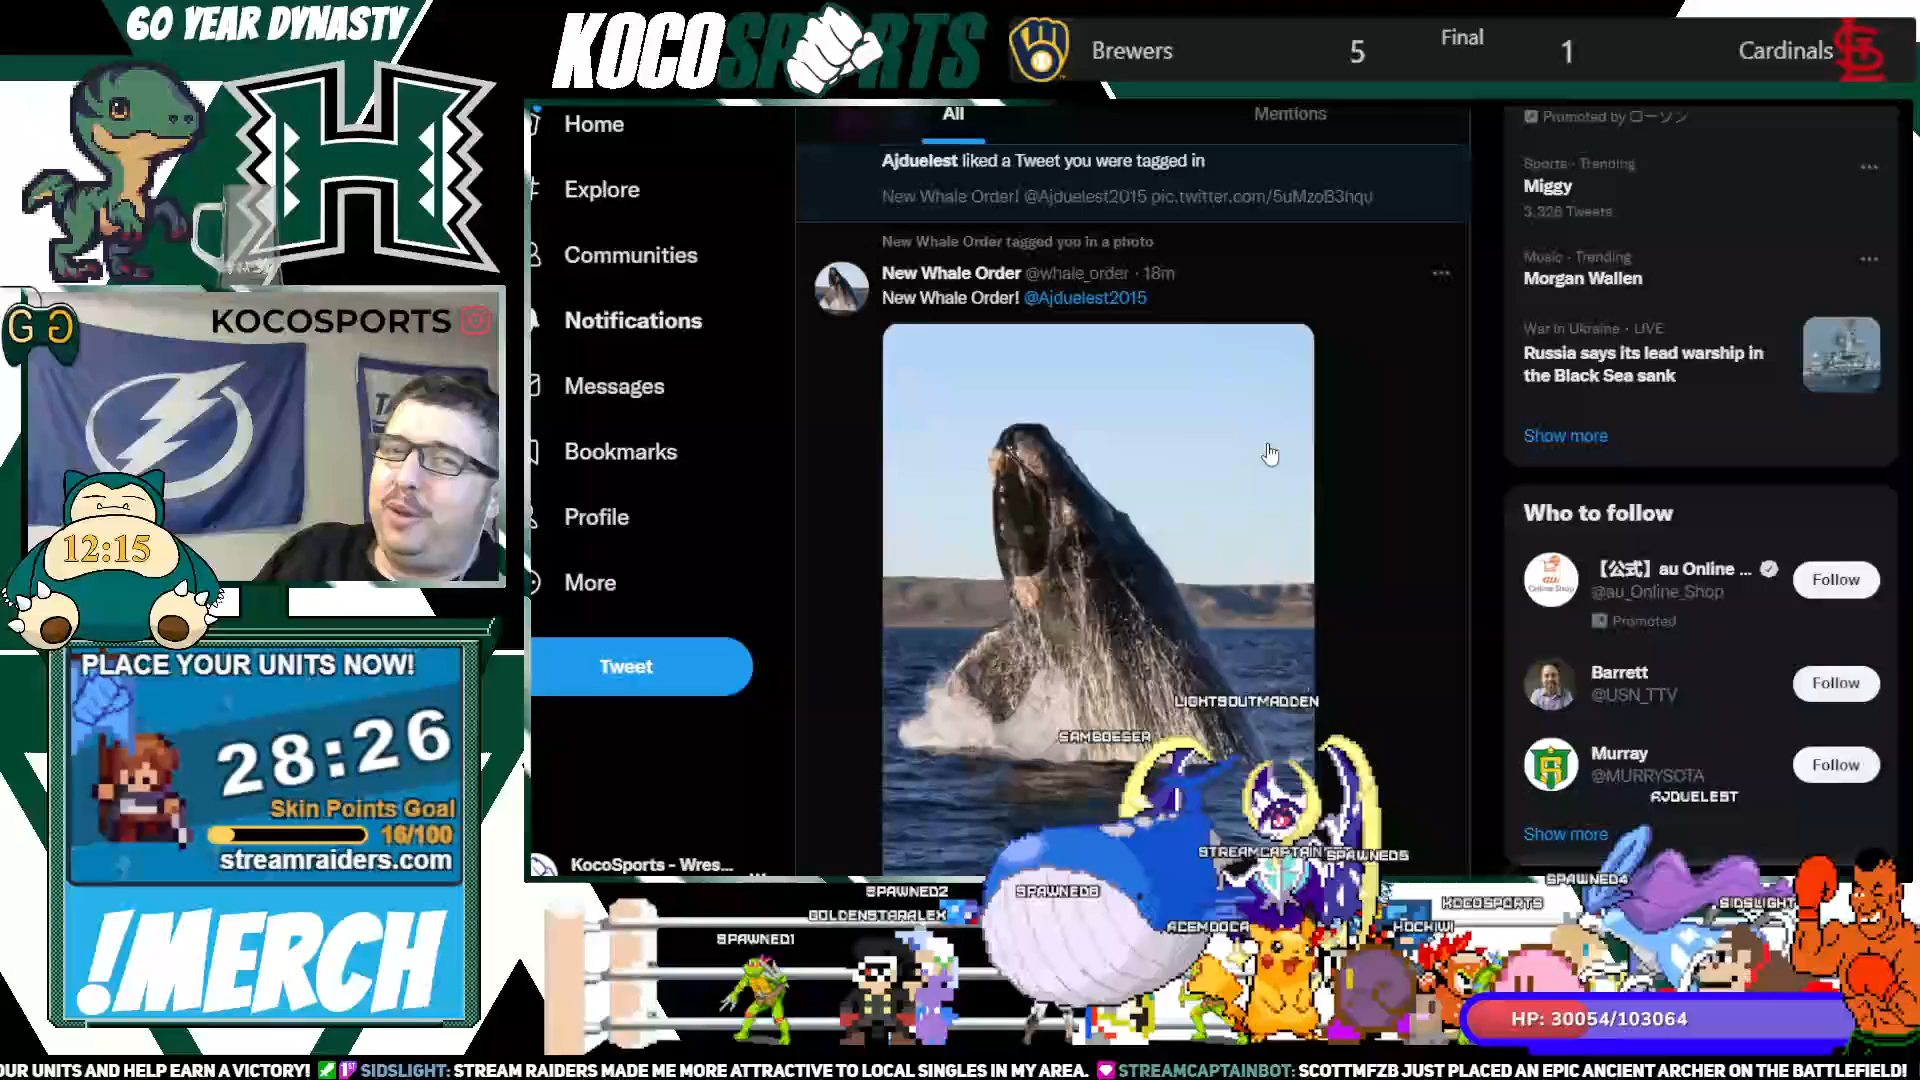 60 YEAR DYNASTY
KOCOSPORTS
Brewers
5
Final
1
Cardinals
H
KOCOSPORTS
12:15
PLACE YOUR UNITS NOW!
28:26
Skin Points Goal
16/100
streamraiders.com
!MERCH
Home
Explore
Communities
Notifications
Messages
Bookmarks
Profile
More
Tweet
KocoSports - Wres...
All
Mentions
Ajduelest liked a Tweet you were tagged in
New Whale Order! @Ajduelest2015 pic.twitter.com/5uMzoB3hqu
New Whale Order tagged you in a photo
New Whale Order @whale_order · 18m
New Whale Order! @Ajduelest2015
Promoted by ローソン
Sports · Trending
Miggy
3,326 Tweets
Music · Trending
Morgan Wallen
War in Ukraine · LIVE
Russia says its lead warship in
the Black Sea sank
Show more
Who to follow
【公式】au Online ...
@au_Online_Shop
Promoted
Follow
Barrett
@USN_TTV
Follow
Murray
@MURRYSOTA
Follow
Show more
LIGHTSOUTMADDEN
SAMBOESER
AJDUELEST
STREAMCAPTAIN
SPAWNED5
SPAWNED2
GOLDENSTARALEX
SPAWNED1
ACEMOOCA
HOCKIWI
KOCOSPORTS
SPAWNED4
SIDSLIGHT
HP: 30054/103064
OUR UNITS AND HELP EARN A VICTORY! 1ST SIDSLIGHT: STREAM RAIDERS MADE ME MORE ATTRACTIVE TO LOCAL SINGLES IN MY AREA. STREAMCAPTAINBOT: SCOTTMFZB JUST PLACED AN EPIC ANCIENT ARCHER ON THE BATTLEFIELD!